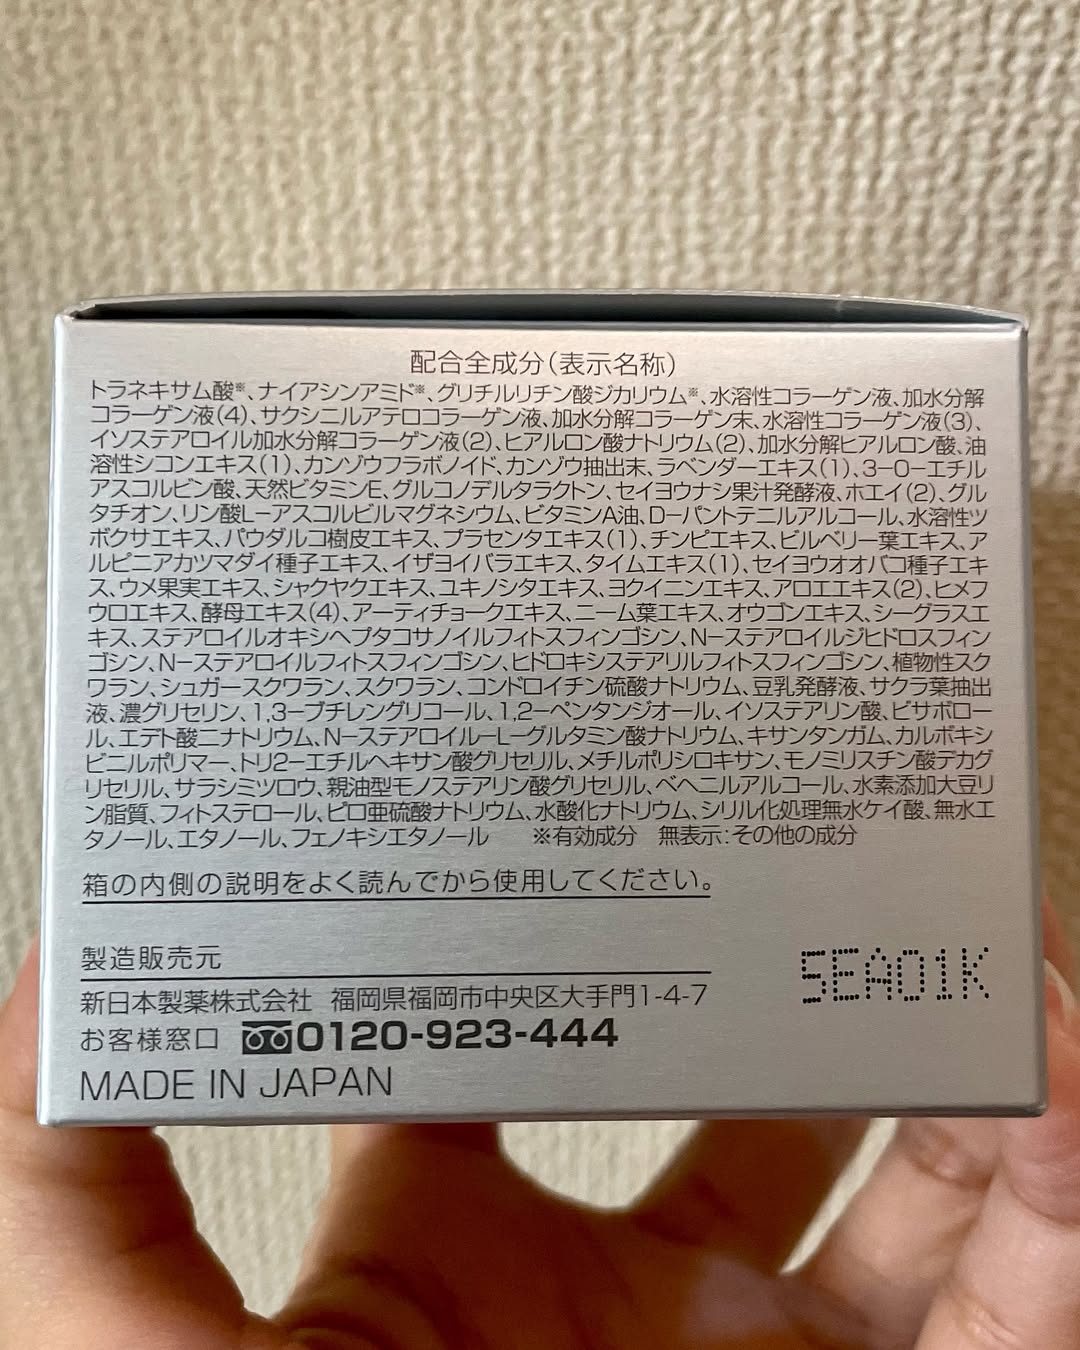 配合全成分(表示名称)
トラネキサム酸※、ナイアシンアミド※、グリチルリチン酸ジカリウム※、水溶性コラーゲン液、加水分解
コラーゲン液(4)、サクシニルアテロコラーゲン液、加水分解コラーゲン末、水溶性コラーゲン液(3)、
イソステアロイル加水分解コラーゲン液(2)、ヒアルロン酸ナトリウム(2)、加水分解ヒアルロン酸、油
溶性シコンエキス(1)、カンゾウフラボノイド、カンゾウ抽出末、ラベンダーエキス(1)、3−O−エチル
アスコルビン酸、天然ビタミンE、グルコノデルタラクトン、セイヨウナシ果汁発酵液、ホエイ(2)、グル
タチオン、リン酸L−アスコルビルマグネシウム、ビタミンA油、D−パントテニルアルコール、水溶性ツ
ボクサエキス、パウダルコ樹皮エキス、プラセンタエキス(1)、チンピエキス、ビルベリー葉エキス、ア
ルピニアカツマダイ種子エキス、イザヨイバラエキス、タイムエキス(1)、セイヨウオオバコ種子エキ
ス、ウメ果実エキス、シャクヤクエキス、ユキノシタエキス、ヨクイニンエキス、アロエエキス(2)、ヒメフ
ウロエキス、酵母エキス(4)、アーティチョークエキス、ニーム葉エキス、オウゴンエキス、シーグラスエ
キス、ステアロイルオキシヘプタコサノイルフィトスフィンゴシン、N−ステアロイルジヒドロスフィン
ゴシン、N−ステアロイルフィトスフィンゴシン、ヒドロキシステアリルフィトスフィンゴシン、植物性スク
ワラン、シュガースクワラン、スクワラン、コンドロイチン硫酸ナトリウム、豆乳発酵液、サクラ葉抽出
液、濃グリセリン、1,3−ブチレングリコール、1,2−ペンタンジオール、イソステアリン酸、ビサボロー
ル、エデト酸二ナトリウム、N−ステアロイル−L−グルタミン酸ナトリウム、キサンタンガム、カルボキシ
ビニルポリマー、トリ2−エチルヘキサン酸グリセリル、メチルポリシロキサン、モノミリスチン酸デカグ
リセリル、サラシミツロウ、親油型モノステアリン酸グリセリル、ベヘニルアルコール、水素添加大豆リ
ン脂質、フィトステロール、ピロ亜硫酸ナトリウム、水酸化ナトリウム、シリル化処理無水ケイ酸、無水エ
タノール、エタノール、フェノキシエタノール ※有効成分 無表示:その他の成分
箱の内側の説明をよく読んでから使用してください。
製造販売元
新日本製薬株式会社 福岡県福岡市中央区大手門1-4-7
お客様窓口 0120-923-444
MADE IN JAPAN
5EA01K